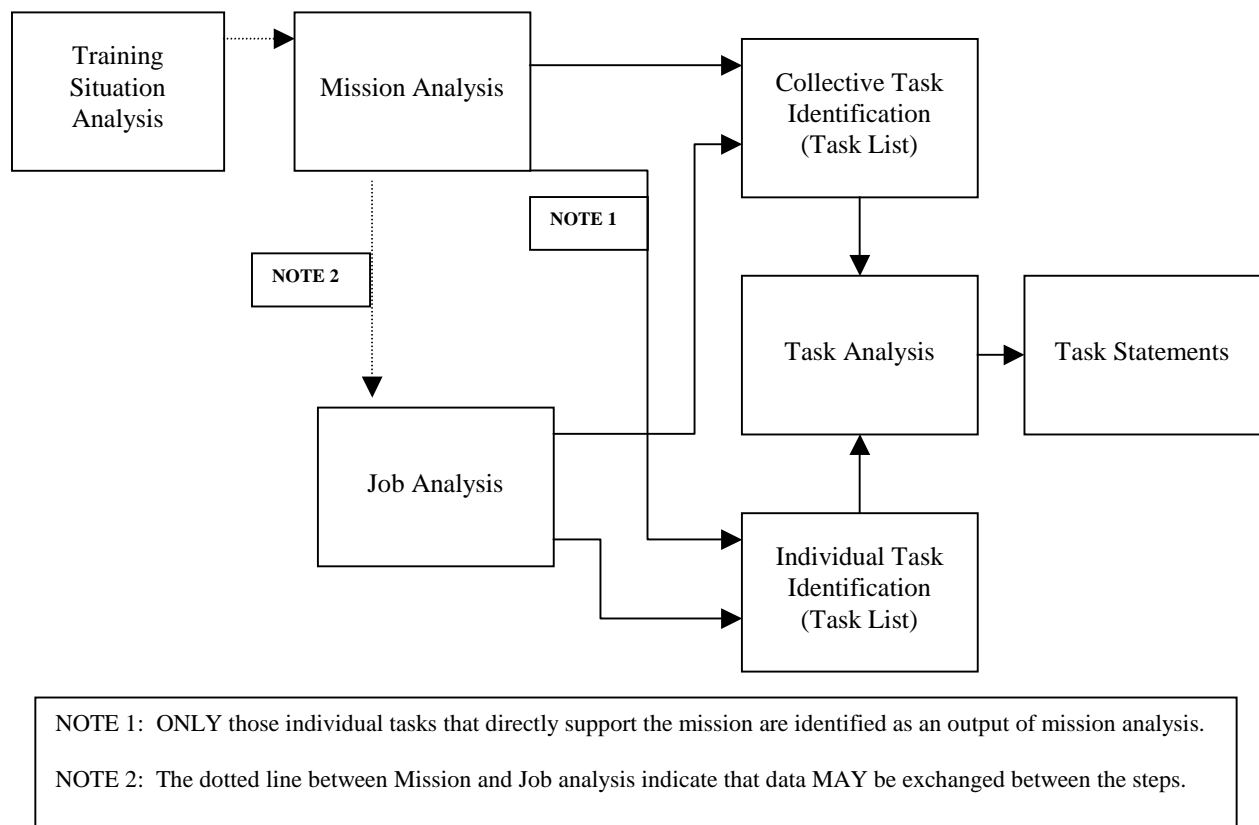 Training
Situation
Analysis
Mission Analysis
Collective Task
Identification
(Task List)
NOTE 1
NOTE 2
Task Analysis
Task Statements
Job Analysis
Individual Task
Identification
(Task List)
NOTE 1: ONLY those individual tasks that directly support the mission are identified as an output of mission analysis.
NOTE 2: The dotted line between Mission and Job analysis indicate that data MAY be exchanged between the steps.